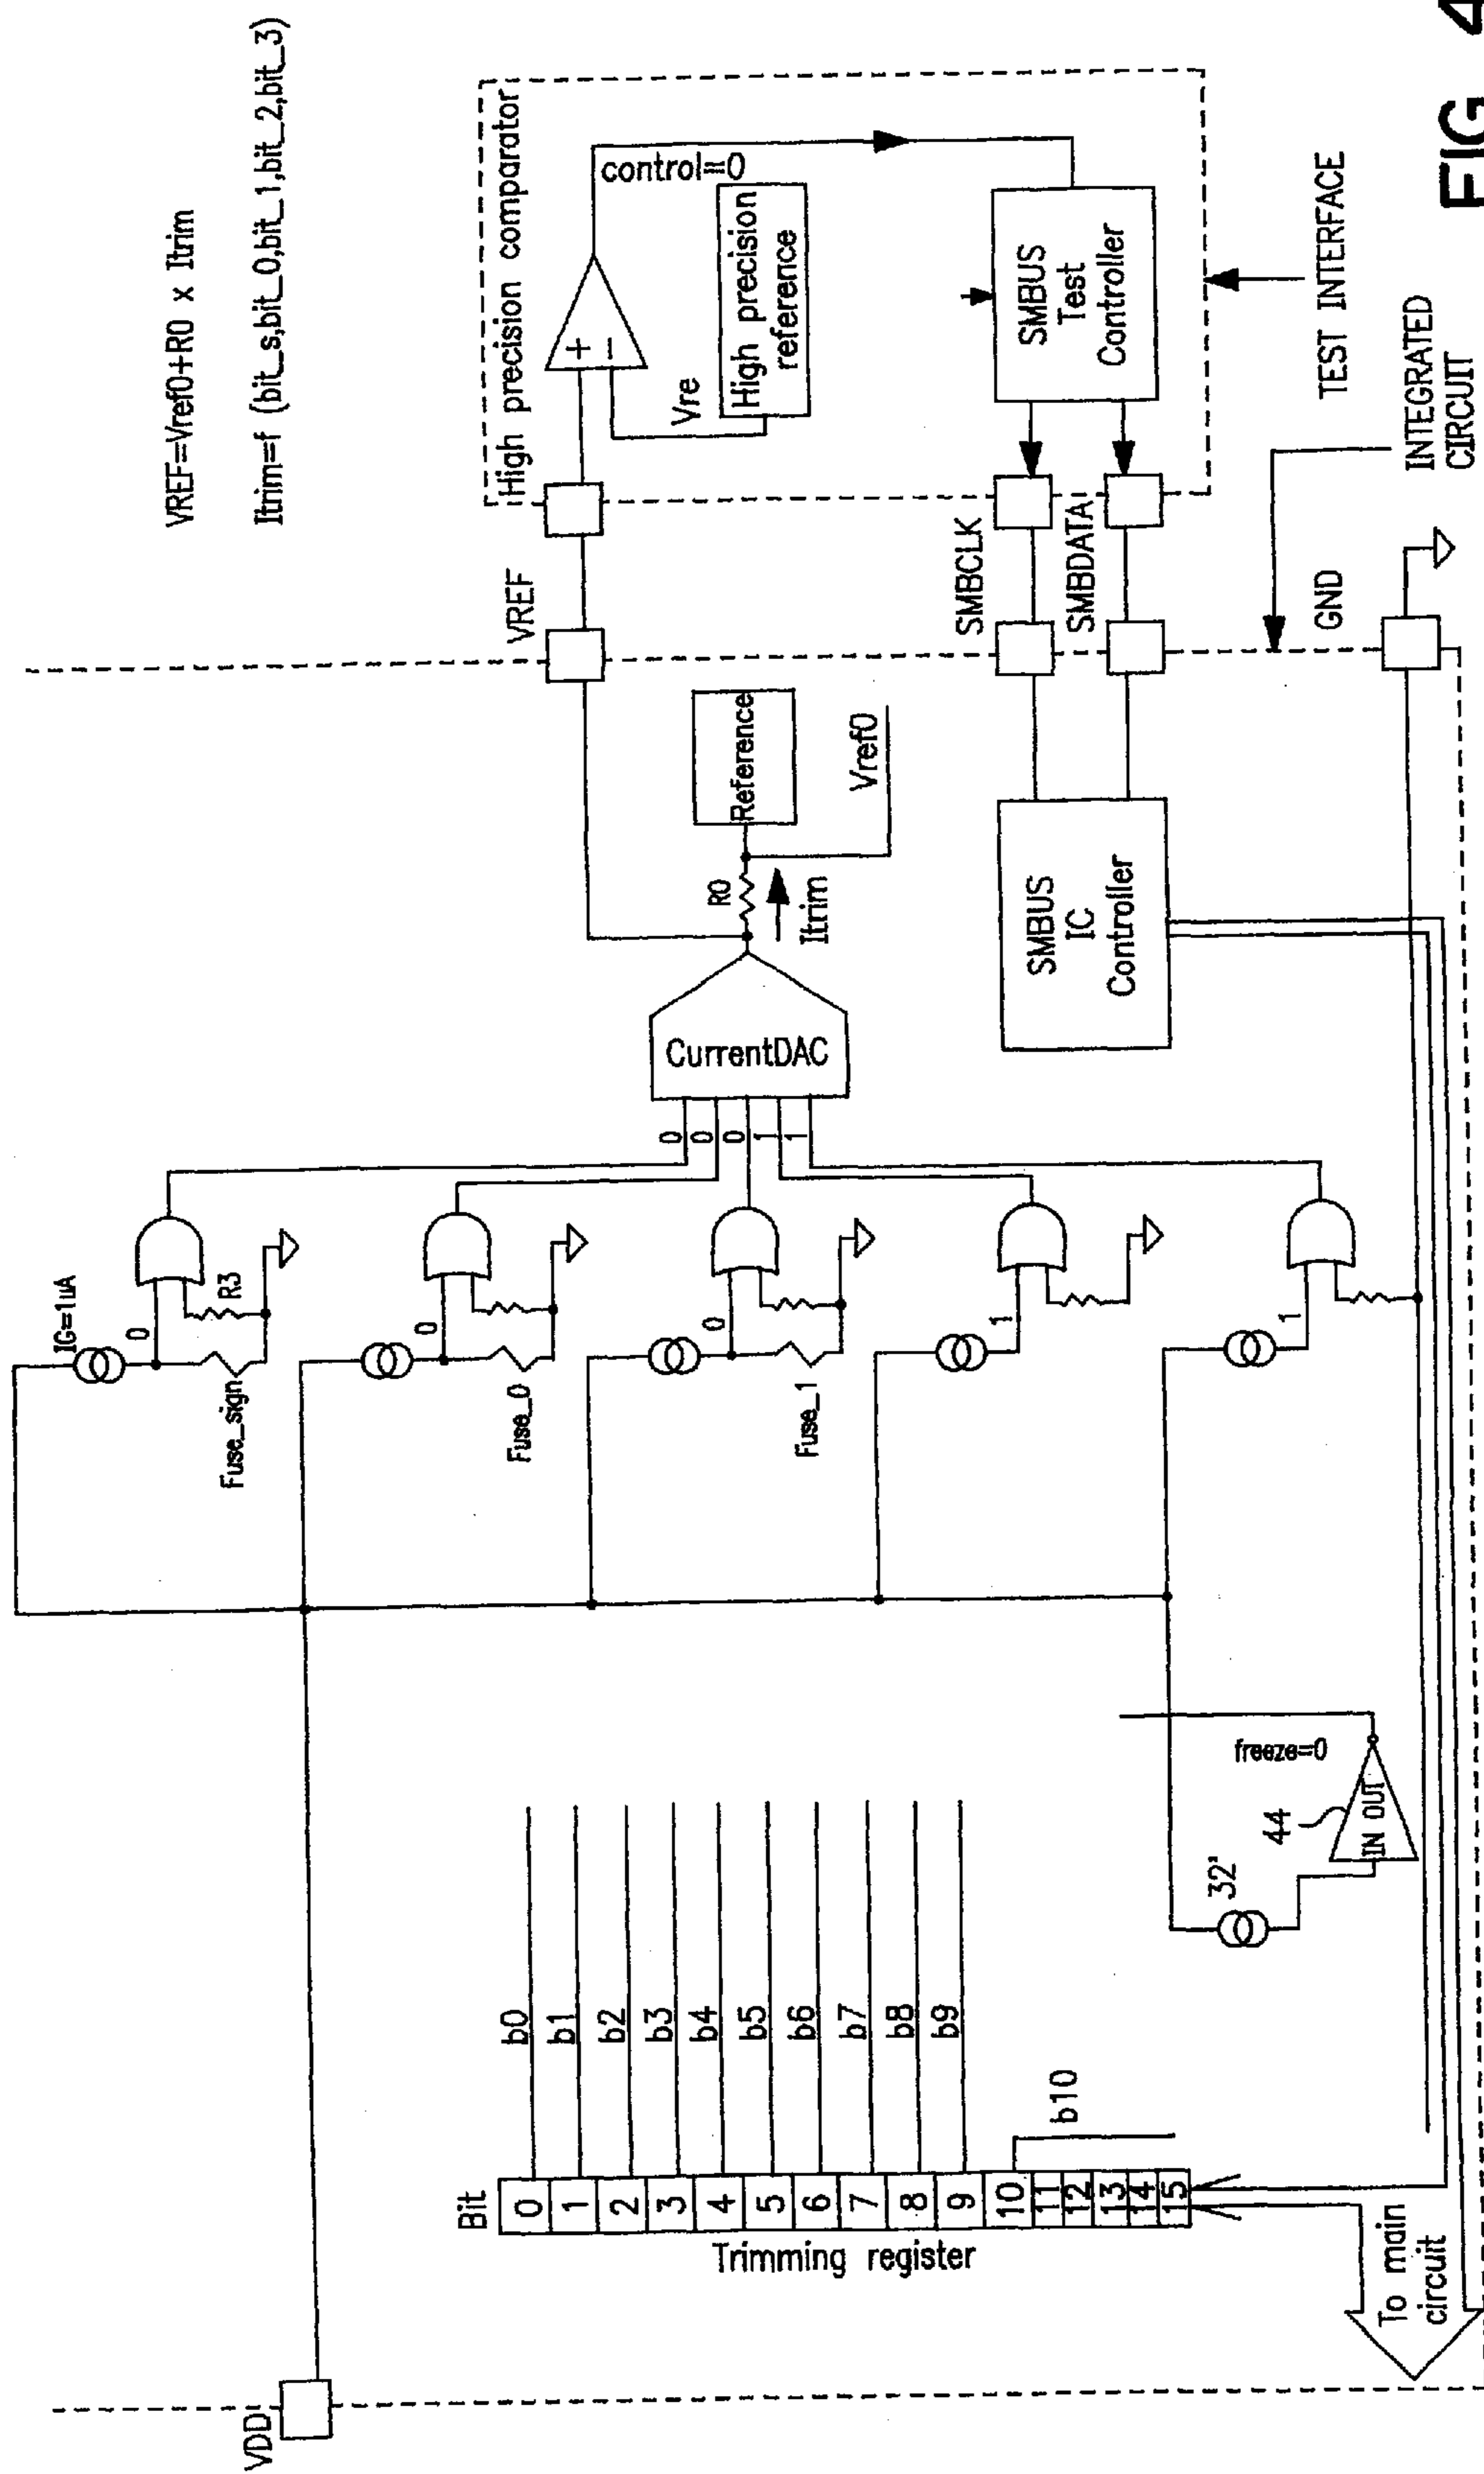 VREF=Vref0+R0 x Itrim
Itrim=f (bit_s,bit_0,bit_1,bit_2,bit_3)
IG=1uA
0
R3
Fuse_sign
0
Fuse_0
0
Fuse_1
1
1
0
0
0
1
1
CurrentDAC
R0
Itrim
Reference
Vref0
VREF
High precision comparator
+
−
control=0
Vre
High precision
reference
SMBUS
Test
Controller
SMBCLK
SMBDATA
SMBUS
IC
Controller
TEST INTERFACE
GND
INTEGRATED
CIRCUIT
VDD
Bit
0
1
2
3
4
5
6
7
8
9
10
11
12
13
14
15
Trimming register
b0
b1
b2
b3
b4
b5
b6
b7
b8
b9
b10
32'
44
IN OUT
freeze=0
To main
circuit
FIG 4